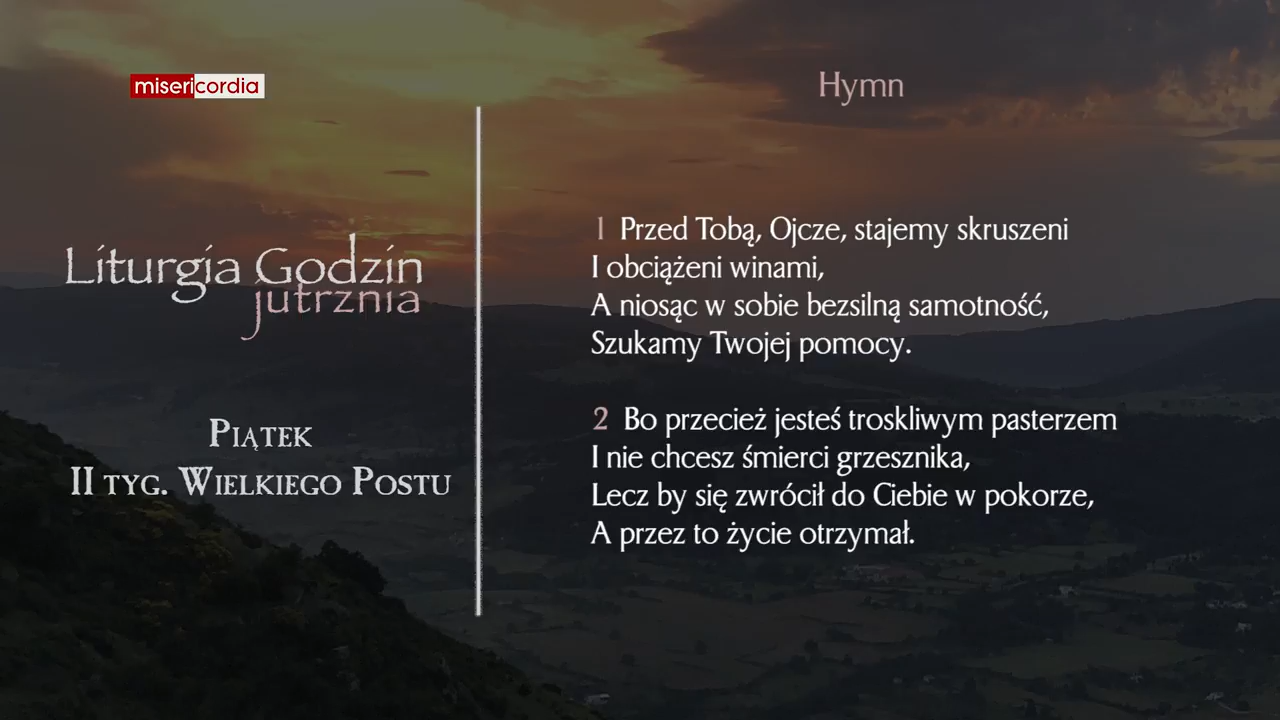 misericordia
Liturgia Godzin
jutrznia
Piątek
II tyg. Wielkiego Postu
Hymn
1 Przed Tobą, Ojcze, stajemy skruszeni
I obciążeni winami,
A niosąc w sobie bezsilną samotność,
Szukamy Twojej pomocy.
2 Bo przecież jesteś troskliwym pasterzem
I nie chcesz śmierci grzesznika,
Lecz by się zwrócił do Ciebie w pokorze,
A przez to życie otrzymał.